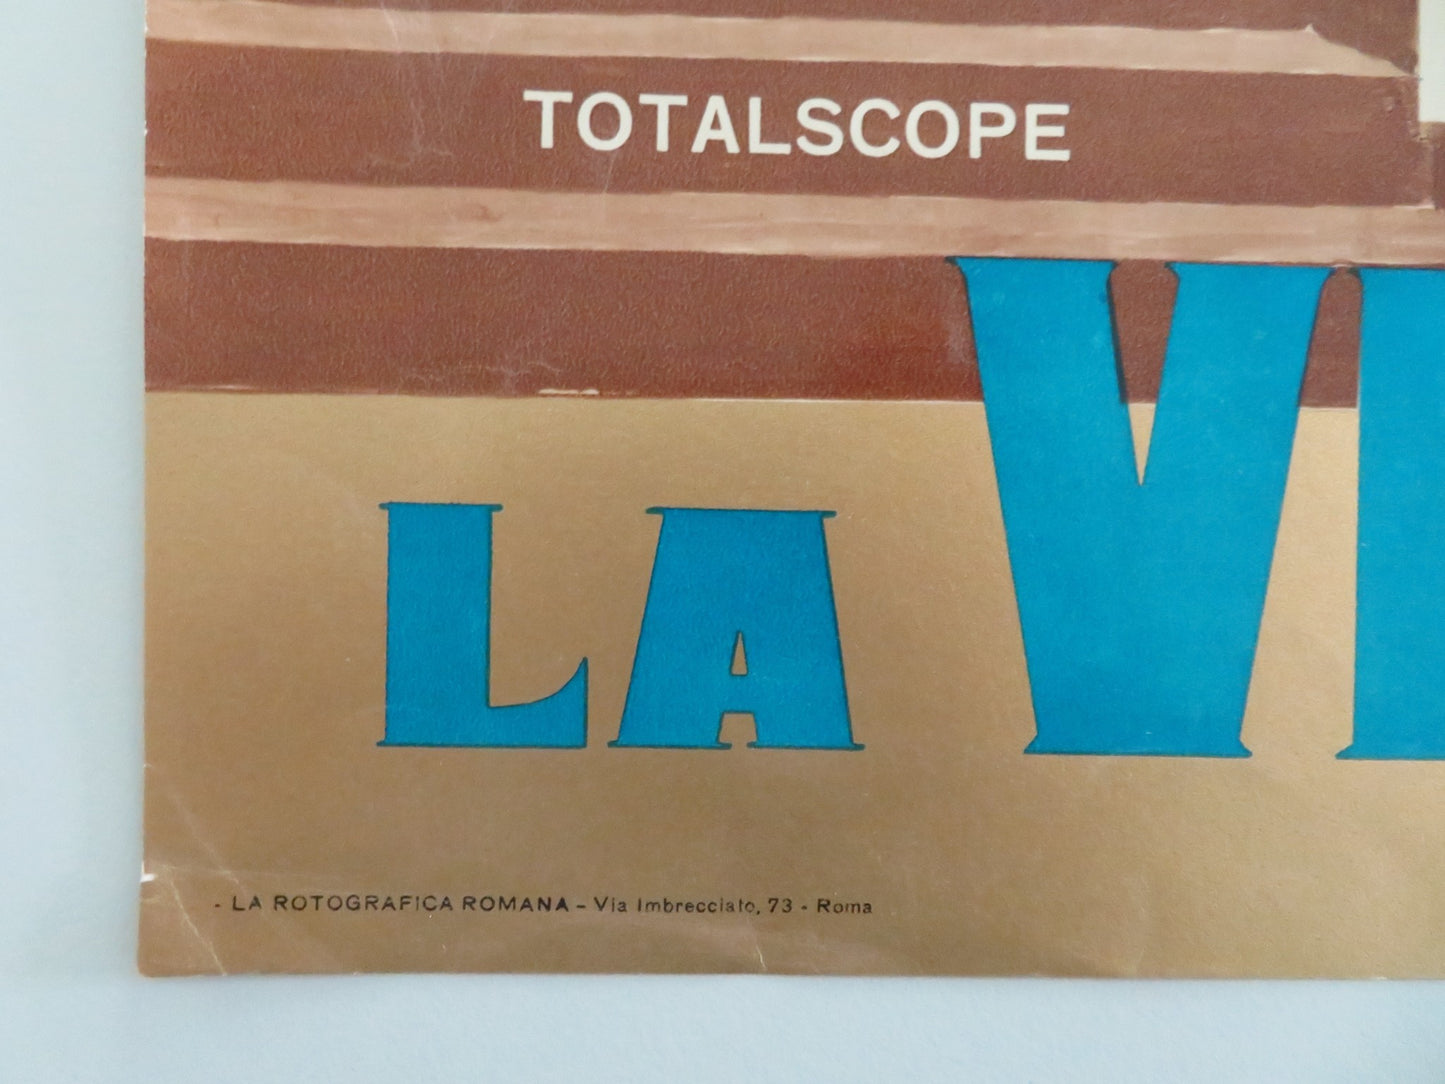 TOTALSCOPE
LA
- LA ROTOGRAFICA ROMANA - Via Imbrecciato, 73 - Roma